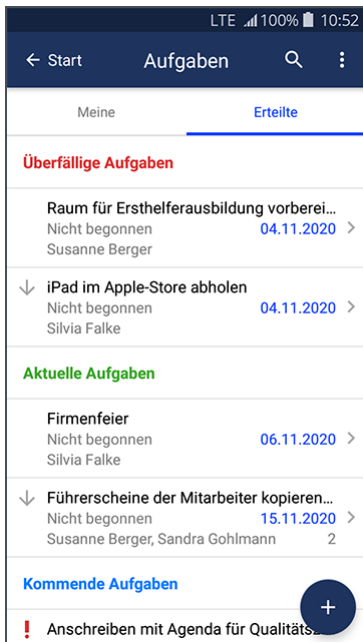 LTE 100% 10:52
← Start Aufgaben
Meine Erteilte
Überfällige Aufgaben
Raum für Ersthelferausbildung vorberei...
Nicht begonnen 04.11.2020
Susanne Berger
iPad im Apple-Store abholen
Nicht begonnen 04.11.2020
Silvia Falke
Aktuelle Aufgaben
Firmenfeier
Nicht begonnen 06.11.2020
Silvia Falke
Führerscheine der Mitarbeiter kopieren...
Nicht begonnen 15.11.2020
Susanne Berger, Sandra Gohlmann 2
Kommende Aufgaben
! Anschreiben mit Agenda für Qualitäts
+